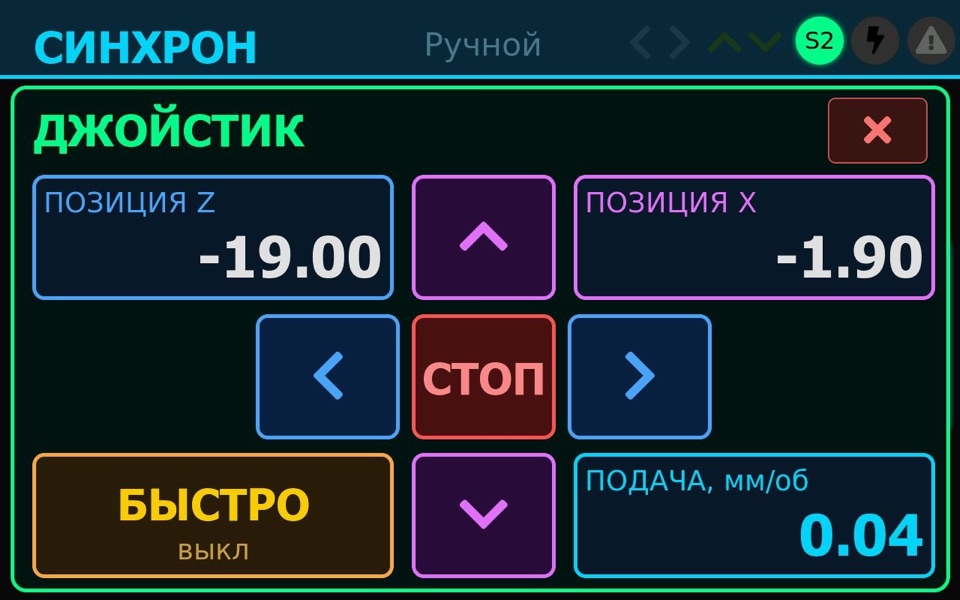 СИНХРОН
Ручной
S2
ДЖОЙСТИК
ПОЗИЦИЯ Z
-19.00
ПОЗИЦИЯ X
-1.90
СТОП
БЫСТРО
выкл
ПОДАЧА, мм/об
0.04